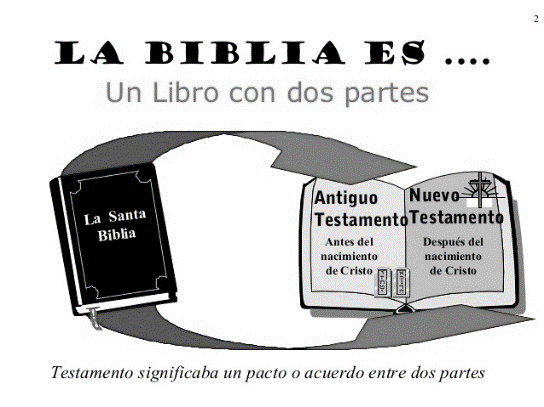 2
LA BIBLIA ES ....
Un Libro con dos partes
La Santa
Biblia
Antiguo
Testamento
Antes del
nacimiento
de Cristo
Nuevo
Testamento
Después del
nacimiento
de Cristo
Testamento significaba un pacto o acuerdo entre dos partes